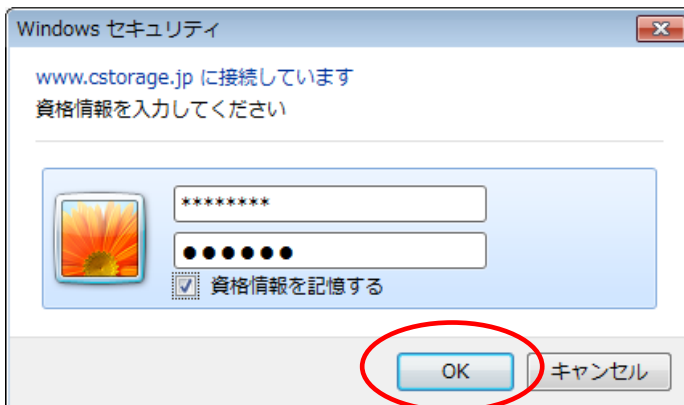 Windows セキュリティ
www.cstorage.jp に接続しています
資格情報を入力してください
********
●●●●●●
資格情報を記憶する
OK
キャンセル